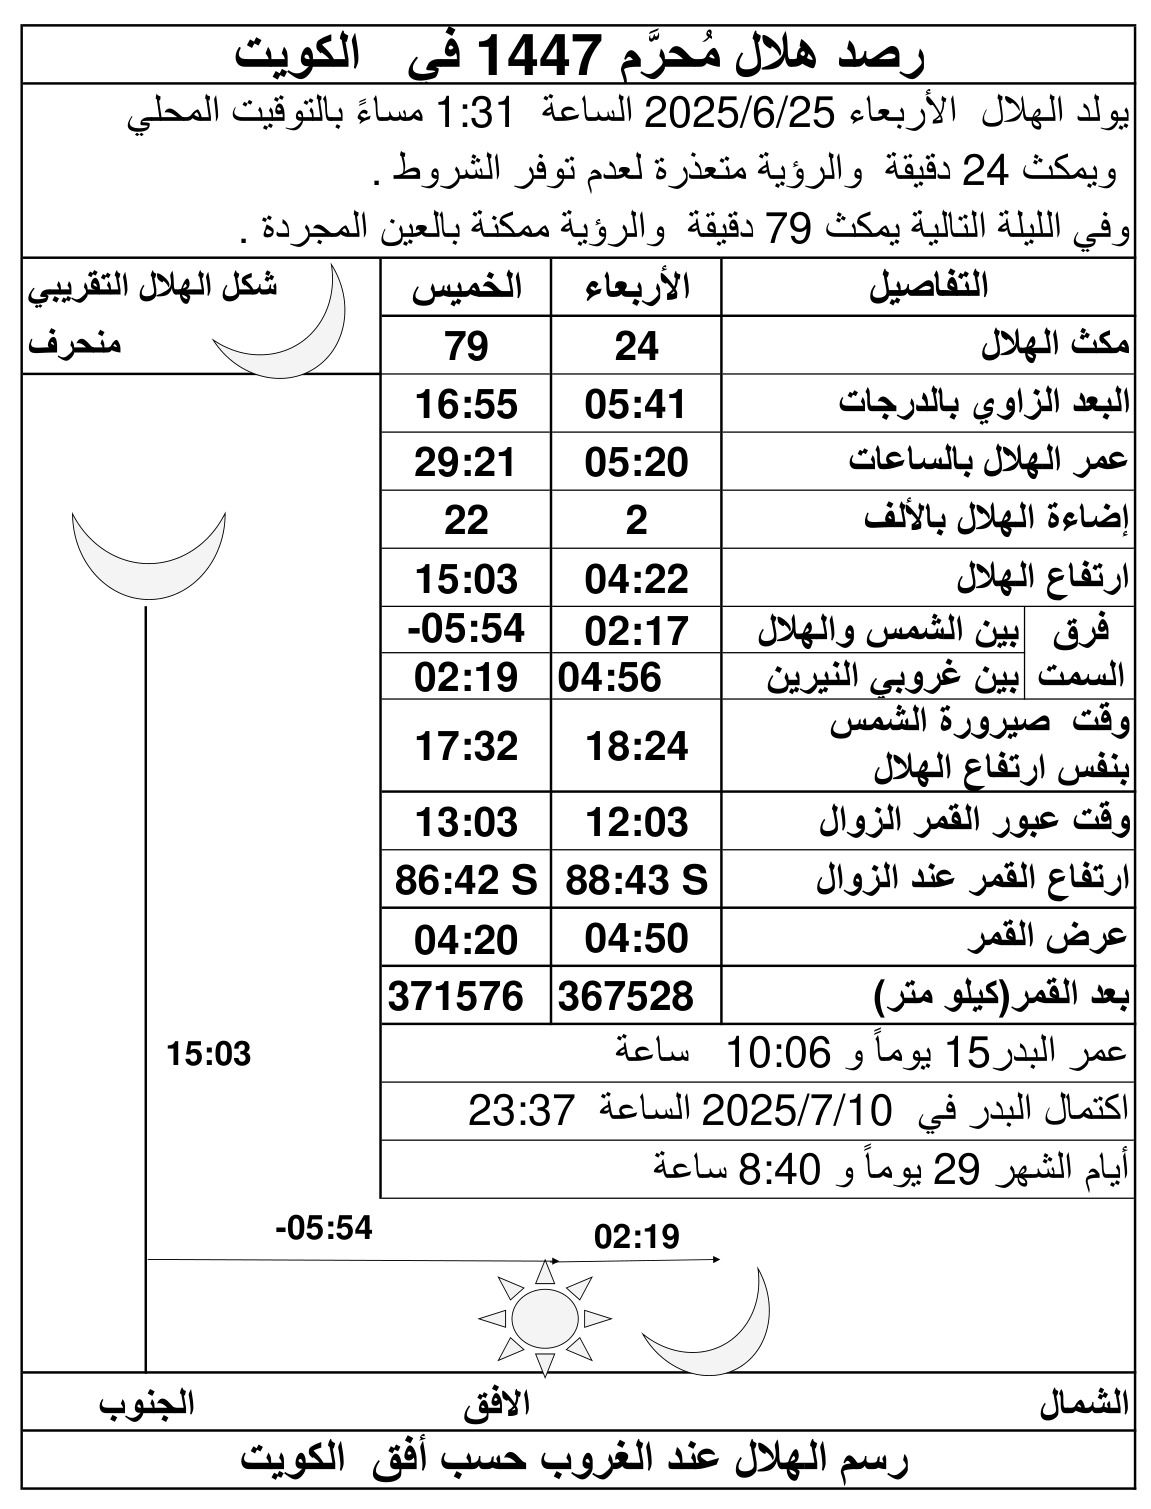 رصد هلال مُحرَّم 1447 في الكويت
يولد الهلال الأربعاء 2025/6/25 الساعة 1:31 مساءً بالتوقيت المحلي
ويمكث 24 دقيقة والرؤية متعذرة لعدم توفر الشروط .
وفي الليلة التالية يمكث 79 دقيقة والرؤية ممكنة بالعين المجردة .
التفاصيل الأربعاء الخميس شكل الهلال التقريبي
مكث الهلال 24 79 منحرف
البعد الزاوي بالدرجات 05:41 16:55
عمر الهلال بالساعات 05:20 29:21
إضاءة الهلال بالألف 2 22
ارتفاع الهلال 04:22 15:03
فرق بين الشمس والهلال 02:17 -05:54
السمت بين غروبي النيرين 04:56 02:19
وقت صيرورة الشمس
بنفس ارتفاع الهلال 18:24 17:32
وقت عبور القمر الزوال 12:03 13:03
ارتفاع القمر عند الزوال 88:43 S 86:42 S
عرض القمر 04:50 04:20
بعد القمر(كيلو متر) 367528 371576
عمر البدر15 يوماً و 10:06 ساعة
15:03
اكتمال البدر في 2025/7/10 الساعة 23:37
أيام الشهر 29 يوماً و 8:40 ساعة
02:19 -05:54
الشمال الافق الجنوب
رسم الهلال عند الغروب حسب أفق الكويت